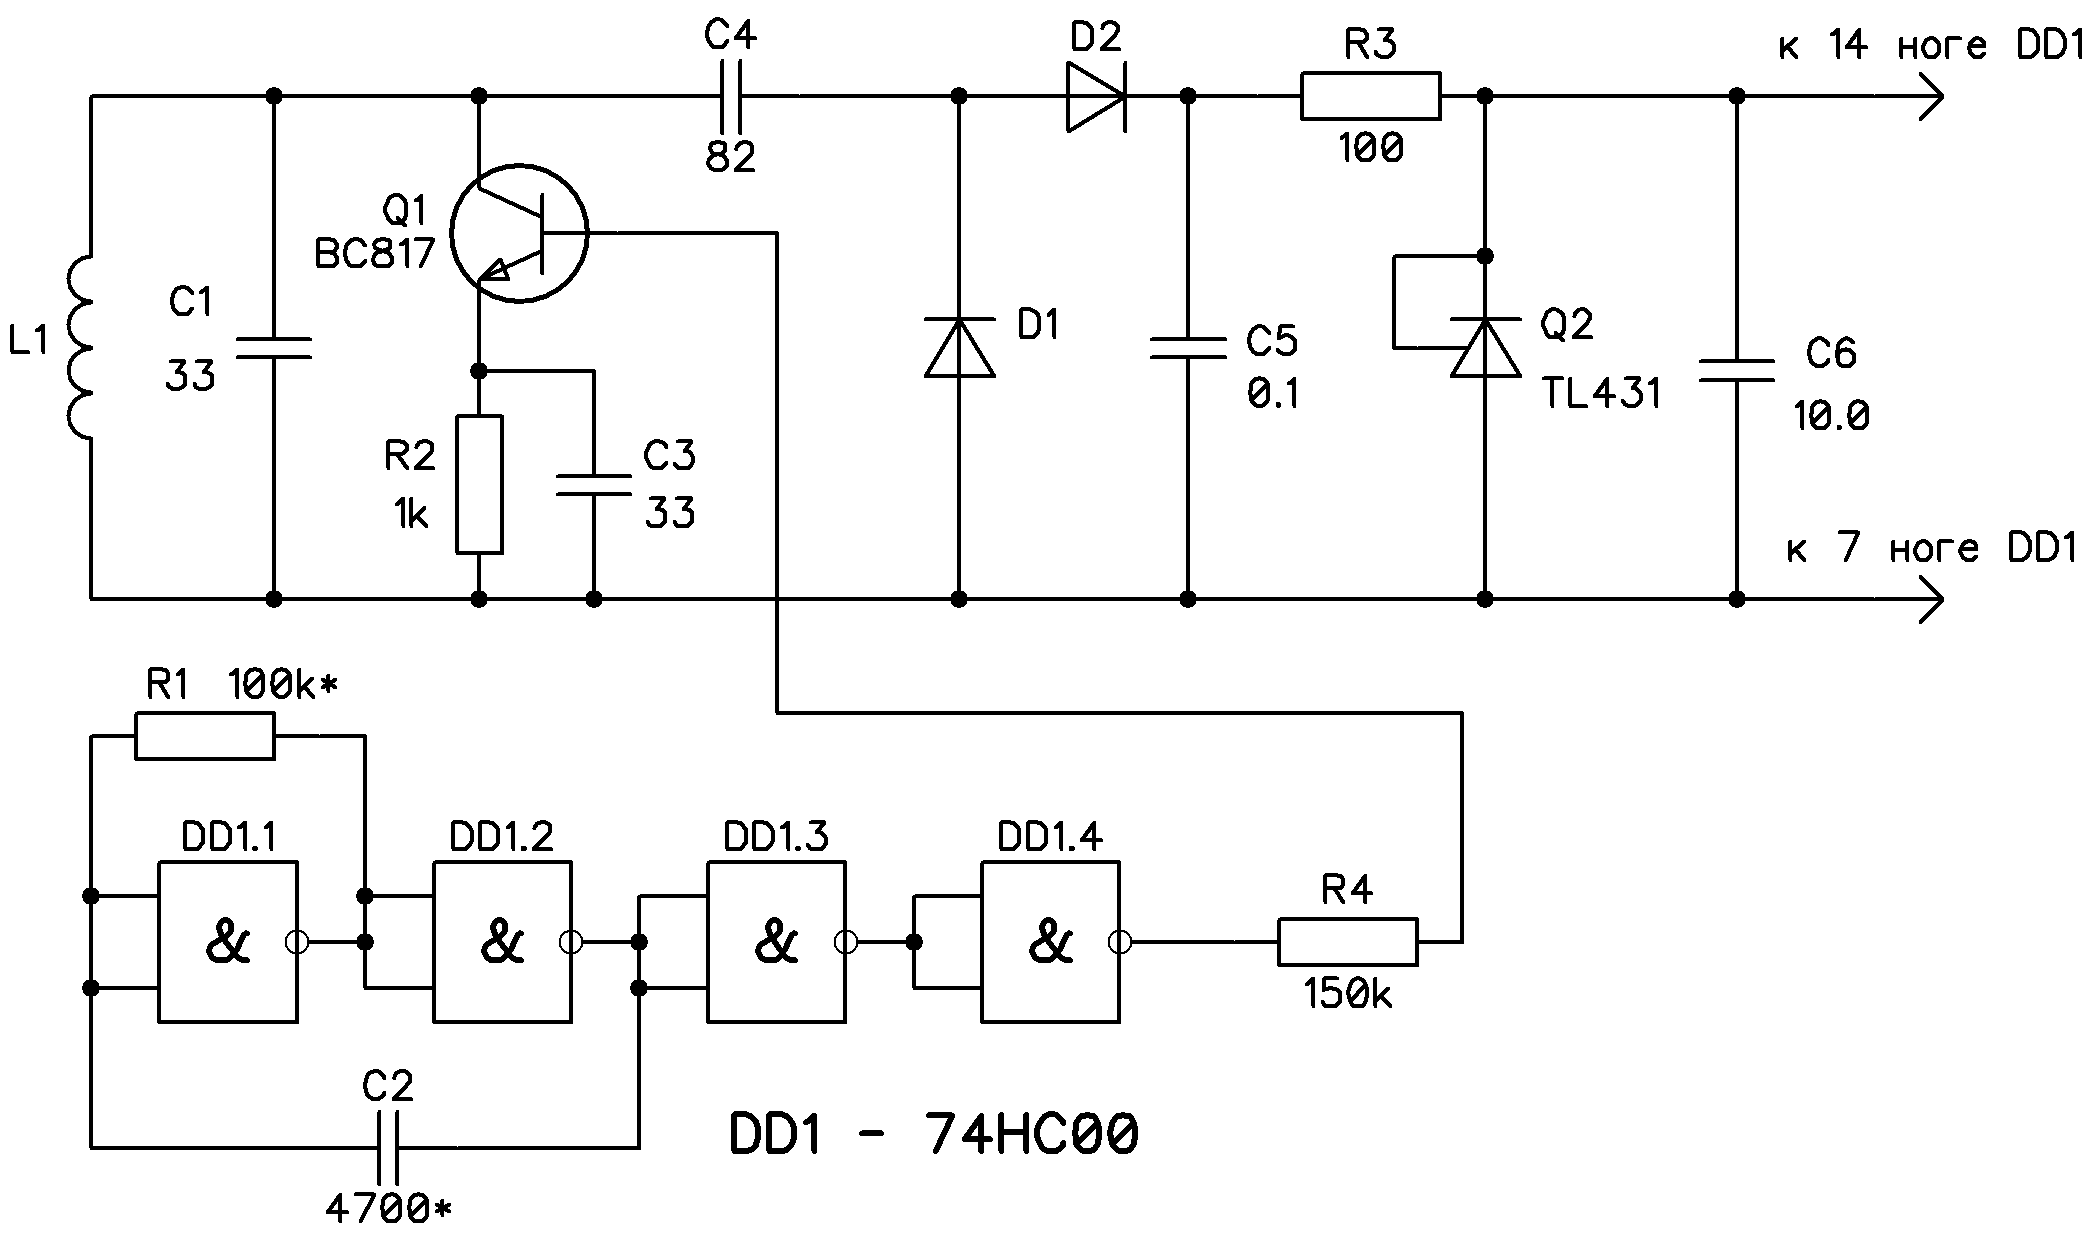 C4
D2
R3
к 14 ноге DD1
100
82
Q1
BC817
C1
33
L1
D1
C5
0.1
Q2
TL431
C6
10.0
R2
1k
C3
33
к 7 ноге DD1
R1 100k*
DD1.1
DD1.2
DD1.3
DD1.4
R4
& & & &
150k
C2
DD1 - 74HC00
4700*